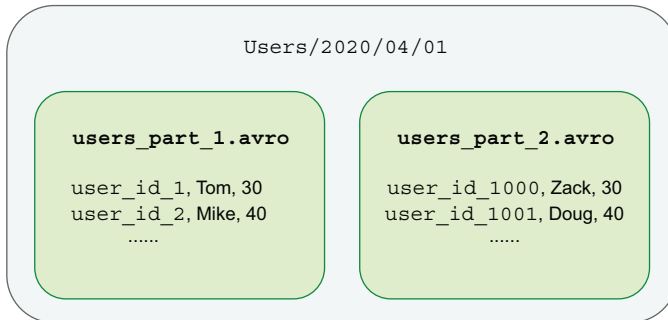 Users/2020/04/01
users_part_1.avro
user_id_1, Tom, 30
user_id_2, Mike, 40
......
users_part_2.avro
user_id_1000, Zack, 30
user_id_1001, Doug, 40
......